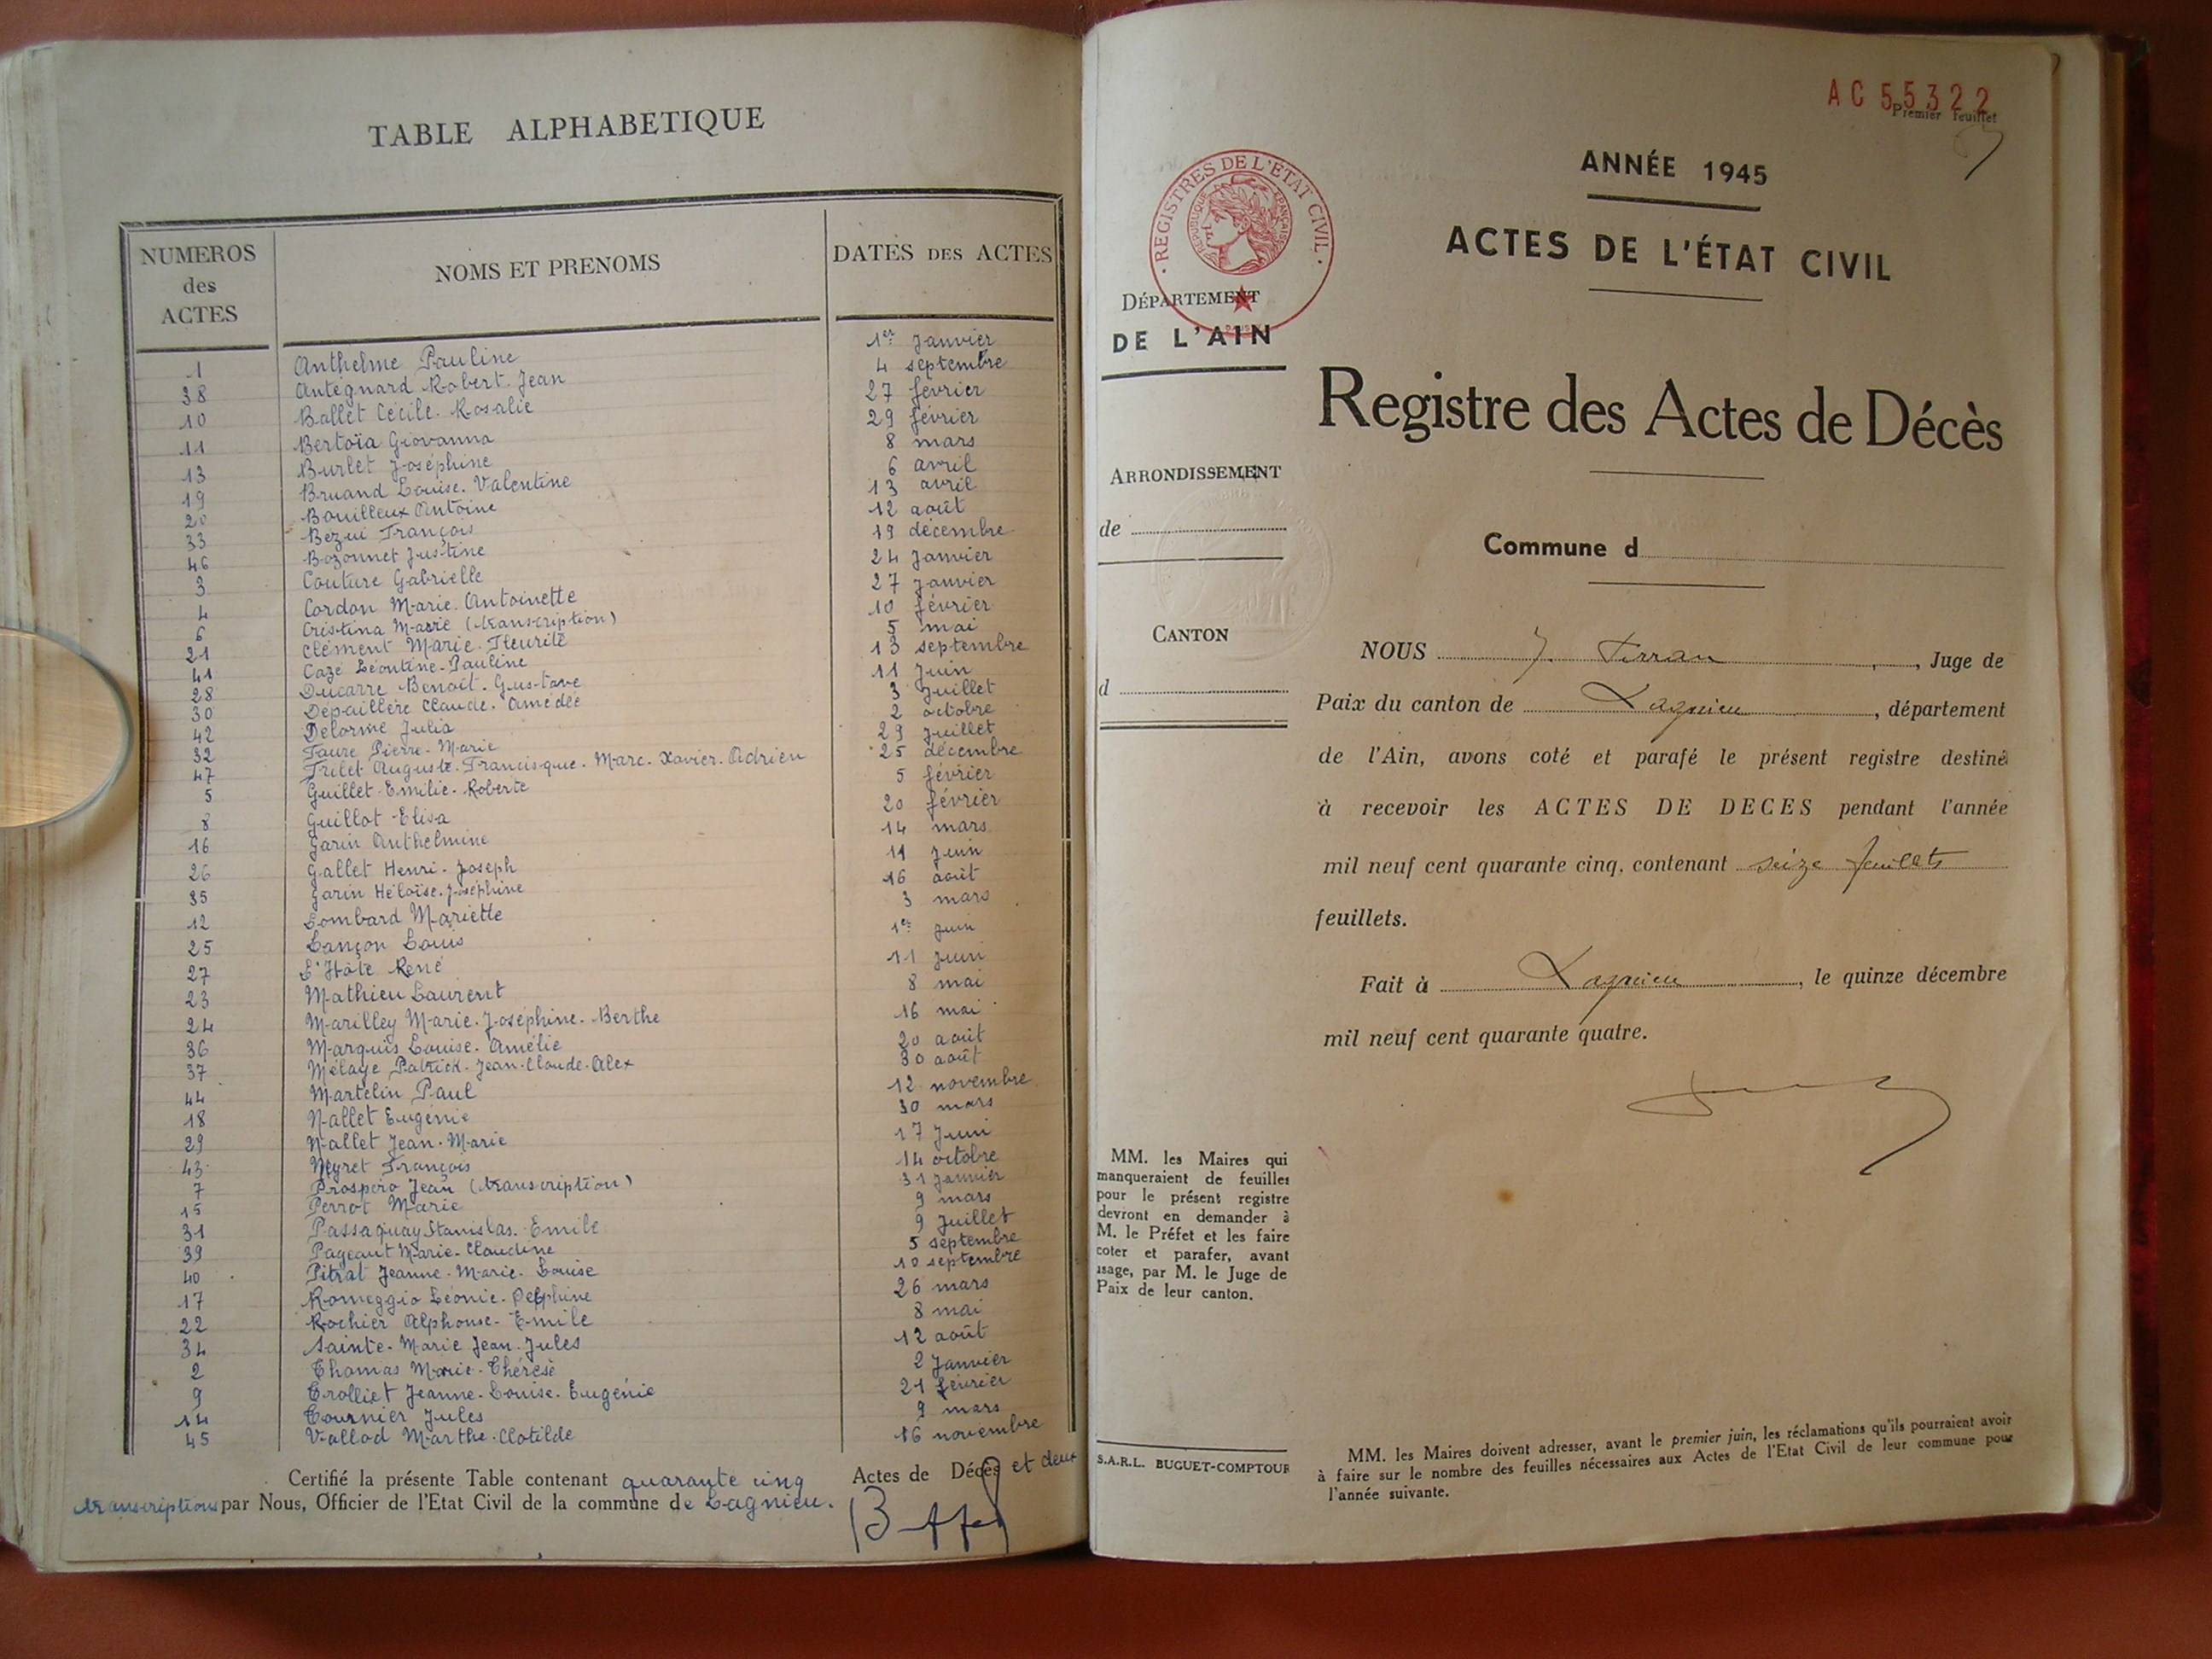 TABLE ALPHABETIQUE
NUMEROS des ACTES NOMS ET PRENOMS DATES DES ACTES
1 Anthelme Pauline 1er Janvier
38 Antegnard Robert. Jean 4 septembre
10 Ballet Cécile. Rosalie 27 février
11 Bertoïa Giovanna 29 février
13 Burlet Joséphine 8 mars
19 Bruand Louise. Valentine 6 avril
20 Bouilleux Antoine 13 avril
33 Bezui François 12 août
46 Bozonnet Justine 19 décembre
3 Couture Gabrielle 24 Janvier
4 Cordon Marie. Antoinette 27 Janvier
6 Cristina Marie (transcription) 10 février
21 Clément Marie. Fleurite 5 mai
41 Cazé Léontine. Pauline 13 septembre
28 Ducarre Benoit. Gustave 11 juin
30 Depaillere Claude. Amédée 3 Juillet
42 Delorme Julia 2 octobre
32 Faure Pierre-Marie 29 Juillet
47 Frilet Auguste. Francisque. Marc. Xavier. Adrien 25 décembre
5 Guillet Emilie. Roberte 5 février
8 Guillot Elisa 20 février
16 Garin Anthelmine 14 mars
26 Gallet Henri. Joseph 11 Juin
35 Garin Héloïse. Joséphine 16 août
12 Lombard Mariette 3 mars
25 Lançon Louis 1er juin
27 L'Hôte René 11 juin
23 Mathieu Laurent 8 mai
24 Marilley Marie. Joséphine. Berthe 16 mai
36 Marquis Louise. Amélie 20 août
37 Mélaye Patrick. Jean-Claude. Alex 30 août
44 Martelin Paul 12 novembre
18 Nallet Eugénie 30 mars
29 Nallet Jean. Marie 17 Juin
43 Neyret François 14 octobre
7 Prospero Jean (transcription) 31 Janvier
15 Perrot Marie 9 mars
31 Passaquay Stanislas. Emile 9 Juillet
39 Pageaut Marie-Claudine 5 septembre
40 Pitrat Jeanne. Marie. Louise 10 septembre
17 Romeggio Léonie. Delphine 26 mars
22 Rochier Alphonse. Emile 8 mai
34 Sainte-Marie Jean. Jules 12 août
2 Thomas Marie. Thérèse 2 Janvier
9 Trolliet Jeanne. Louise. Eugénie 21 février
14 Tournier Jules 9 mars
45 Vallod Marthe. Clotilde 16 novembre
Certifié la présente Table contenant quarante cinq Actes de Décès et deux
transcriptions par Nous, Officier de l'Etat Civil de la commune de Lagnieu.
AC 55322
Premier feuillet
ANNÉE 1945
ACTES DE L'ÉTAT CIVIL
REGISTRES DE L'ÉTAT CIVIL
RÉPUBLIQUE FRANÇAISE
DÉPARTEMENT
DE L'AIN
Registre des Actes de Décès
ARRONDISSEMENT
de
Commune d
CANTON
d
NOUS J. Ferran, Juge de
Paix du canton de Lagnieu, département
de l'Ain, avons coté et parafé le présent registre destiné
à recevoir les ACTES DE DECES pendant l'année
mil neuf cent quarante cinq, contenant seize feuillets
feuillets.
Fait à Lagnieu, le quinze décembre
mil neuf cent quarante quatre.
MM. les Maires qui
manqueraient de feuilles
pour le présent registre
devront en demander à
M. le Préfet et les faire
coter et parafer, avant
usage, par M. le Juge de
Paix de leur canton.
S.A.R.L. BUGUET-COMPTOUR
MM. les Maires doivent adresser, avant le premier juin, les réclamations qu'ils pourraient avoir
à faire sur le nombre des feuilles nécessaires aux Actes de l'Etat Civil de leur commune pour
l'année suivante.